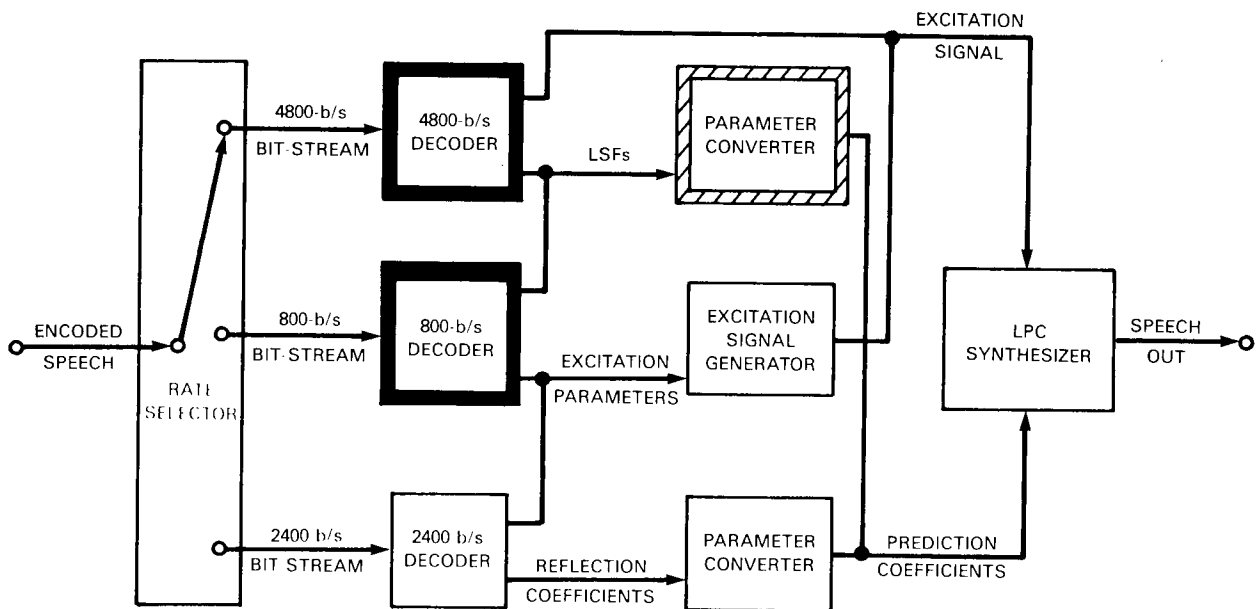 EXCITATION
SIGNAL
4800-b/s
BIT-STREAM
4800-b/s
DECODER
LSFs
PARAMETER
CONVERTER
ENCODED
SPEECH
RATE
SELECTOR
800-b/s
BIT-STREAM
800-b/s
DECODER
EXCITATION
PARAMETERS
EXCITATION
SIGNAL
GENERATOR
LPC
SYNTHESIZER
SPEECH
OUT
2400 b/s
BIT STREAM
2400 b/s
DECODER
REFLECTION
COEFFICIENTS
PARAMETER
CONVERTER
PREDICTION
COEFFICIENTS